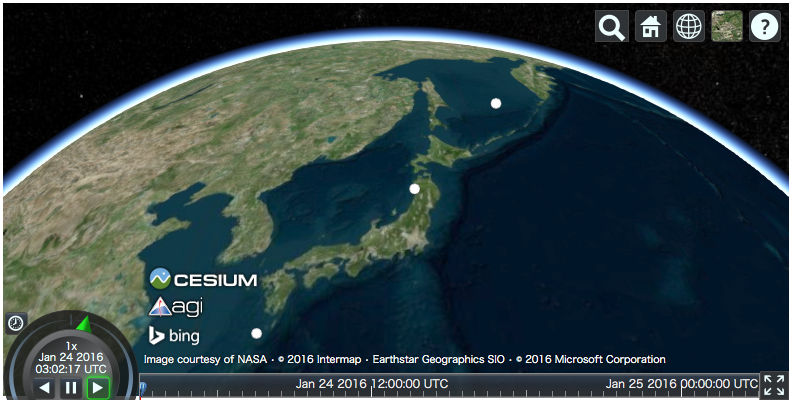 ?
CESIUM
agi
bing
Image courtesy of NASA · © 2016 Intermap · Earthstar Geographics SIO · © 2016 Microsoft Corporation
1x
Jan 24 2016
03:02:17 UTC
Jan 24 2016 12:00:00 UTC
Jan 25 2016 00:00:00 UTC